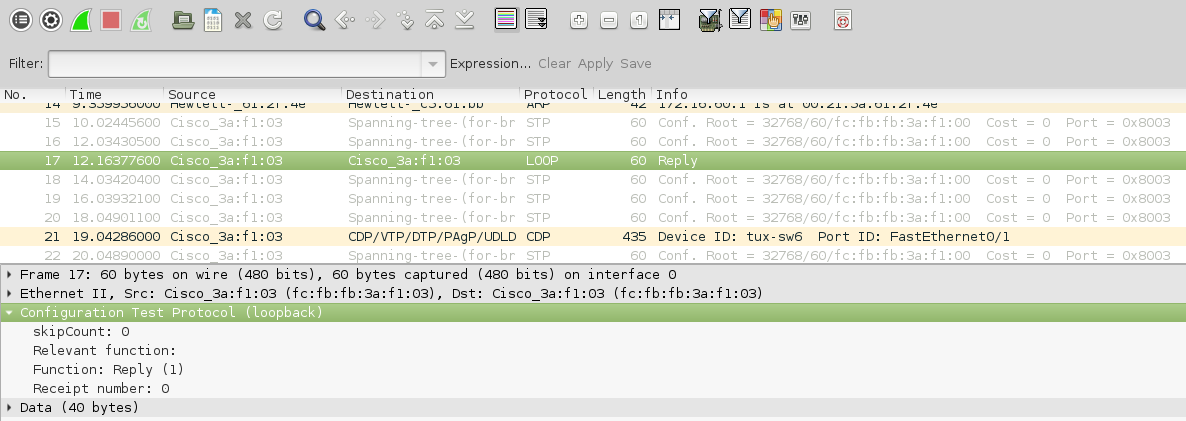 Filter: Expression... Clear Apply Save
No. Time Source Destination Protocol Length Info
14 9.359956000 Hewlett-_61:2f:4e Hewlett-_c5:61:bb ARP 42 172.16.60.1 is at 00:21:5a:61:2f:4e
15 10.02445600 Cisco_3a:f1:03 Spanning-tree-(for-br STP 60 Conf. Root = 32768/60/fc:fb:fb:3a:f1:00 Cost = 0 Port = 0x8003
16 12.03430500 Cisco_3a:f1:03 Spanning-tree-(for-br STP 60 Conf. Root = 32768/60/fc:fb:fb:3a:f1:00 Cost = 0 Port = 0x8003
17 12.16377600 Cisco_3a:f1:03 Cisco_3a:f1:03 LOOP 60 Reply
18 14.03420400 Cisco_3a:f1:03 Spanning-tree-(for-br STP 60 Conf. Root = 32768/60/fc:fb:fb:3a:f1:00 Cost = 0 Port = 0x8003
19 16.03932100 Cisco_3a:f1:03 Spanning-tree-(for-br STP 60 Conf. Root = 32768/60/fc:fb:fb:3a:f1:00 Cost = 0 Port = 0x8003
20 18.04901100 Cisco_3a:f1:03 Spanning-tree-(for-br STP 60 Conf. Root = 32768/60/fc:fb:fb:3a:f1:00 Cost = 0 Port = 0x8003
21 19.04286000 Cisco_3a:f1:03 CDP/VTP/DTP/PAgP/UDLD CDP 435 Device ID: tux-sw6 Port ID: FastEthernet0/1
22 20.04890000 Cisco_3a:f1:03 Spanning-tree-(for-br STP 60 Conf. Root = 32768/60/fc:fb:fb:3a:f1:00 Cost = 0 Port = 0x8003
Frame 17: 60 bytes on wire (480 bits), 60 bytes captured (480 bits) on interface 0
Ethernet II, Src: Cisco_3a:f1:03 (fc:fb:fb:3a:f1:03), Dst: Cisco_3a:f1:03 (fc:fb:fb:3a:f1:03)
Configuration Test Protocol (loopback)
skipCount: 0
Relevant function:
Function: Reply (1)
Receipt number: 0
Data (40 bytes)